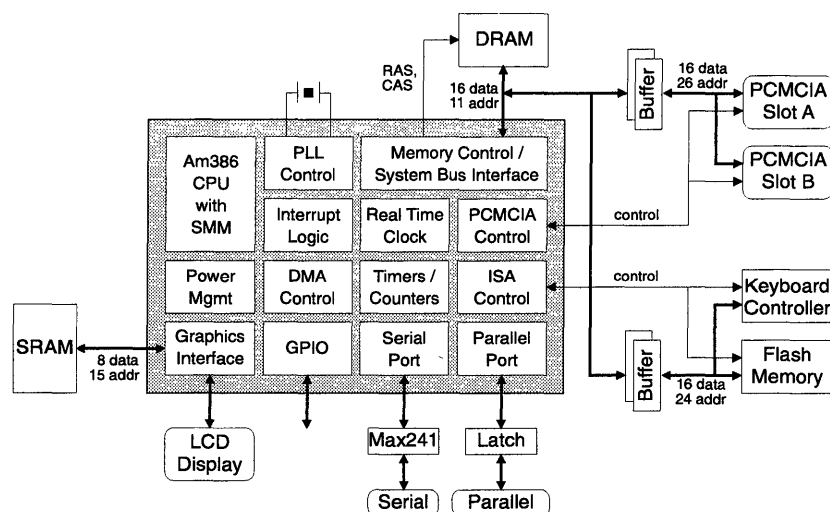 DRAM
RAS,
CAS
16 data
11 addr
Buffer
16 data
26 addr
PCMCIA
Slot A
PCMCIA
Slot B
Am386
CPU
with
SMM
PLL
Control
Memory Control /
System Bus Interface
Interrupt
Logic
Real Time
Clock
PCMCIA
Control
control
Power
Mgmt
DMA
Control
Timers /
Counters
ISA
Control
control
Keyboard
Controller
SRAM
8 data
15 addr
Graphics
Interface
GPIO
Serial
Port
Parallel
Port
Buffer
16 data
24 addr
Flash
Memory
LCD
Display
Max241
Latch
Serial
Parallel